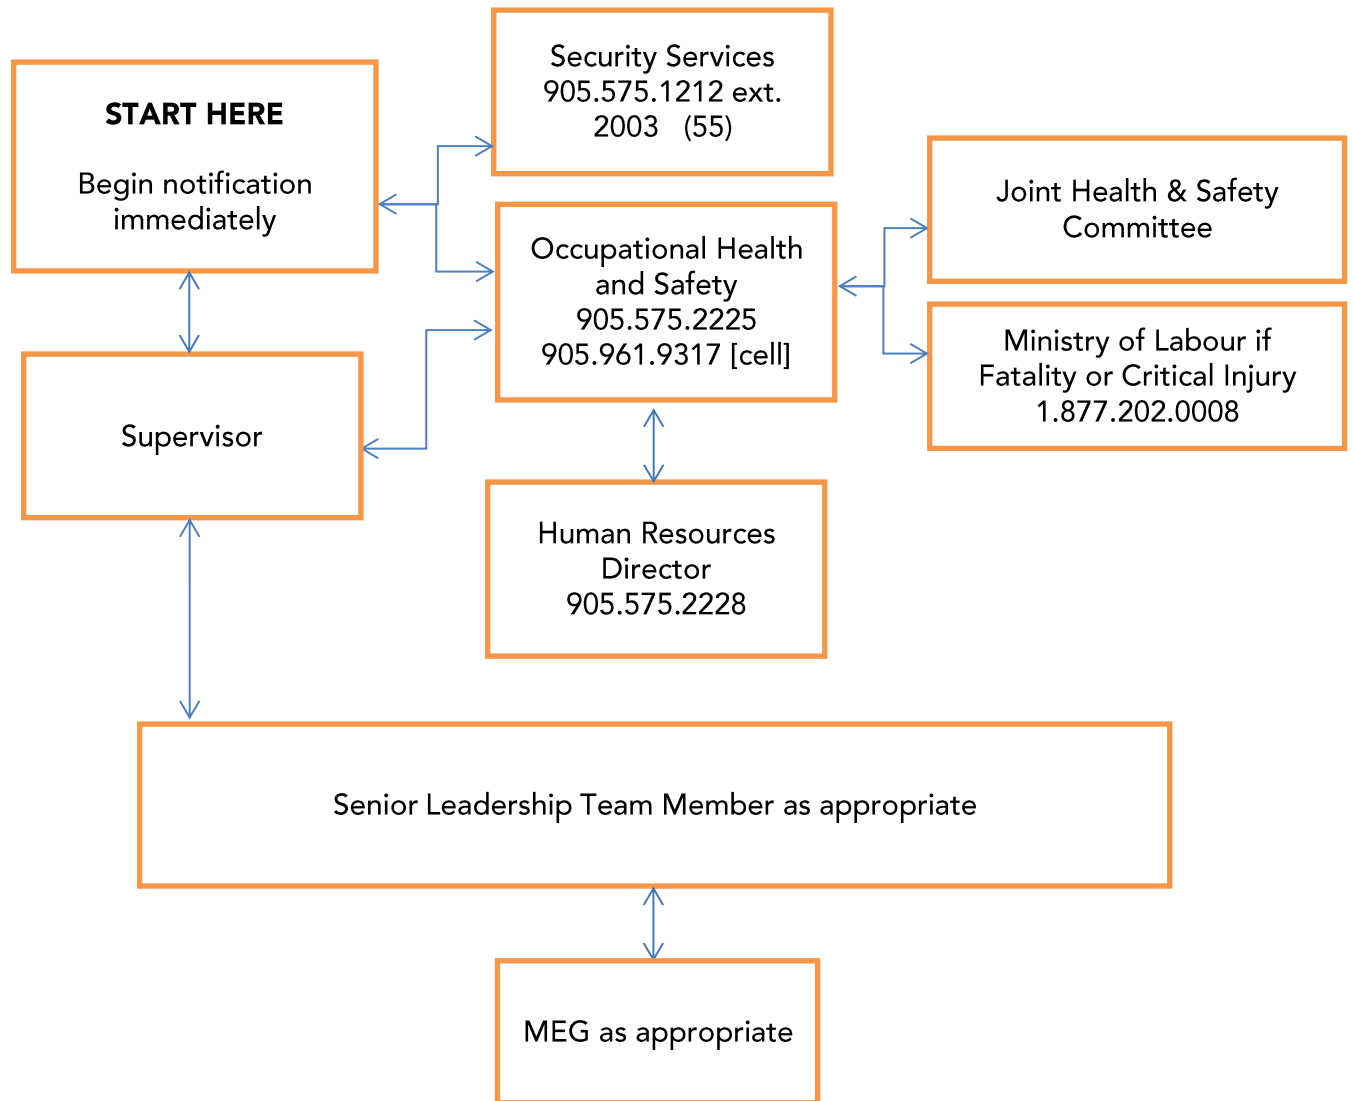 START HERE
Begin notification
immediately
Security Services
905.575.1212 ext.
2003 (55)
Occupational Health
and Safety
905.575.2225
905.961.9317 [cell]
Joint Health & Safety
Committee
Ministry of Labour if
Fatality or Critical Injury
1.877.202.0008
Supervisor
Human Resources
Director
905.575.2228
Senior Leadership Team Member as appropriate
MEG as appropriate